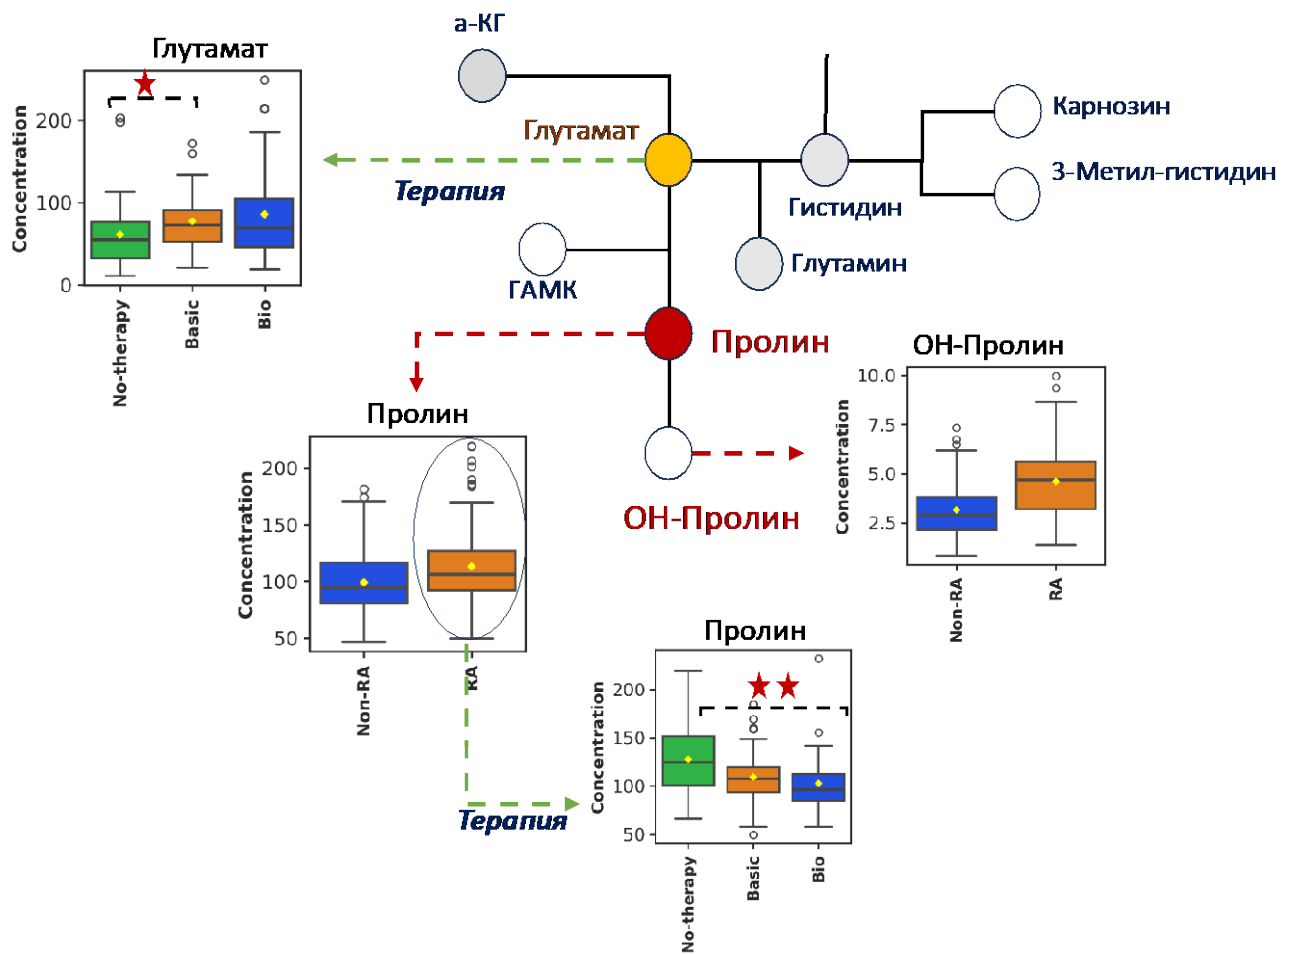 а-КГ
Глутамат
Concentration
200
100
0
No-therapy
Basic
Bio
Глутамат
Терапия
Карнозин
3-Метил-гистидин
Гистидин
Глутамин
ГАМК
Пролин
ОН-Пролин
Пролин
Concentration
200
150
100
50
Non-RA
RA
ОН-Пролин
Concentration
10.0
7.5
5.0
2.5
Non-RA
RA
Терапия
Пролин
Concentration
200
150
100
50
No-therapy
Basic
Bio